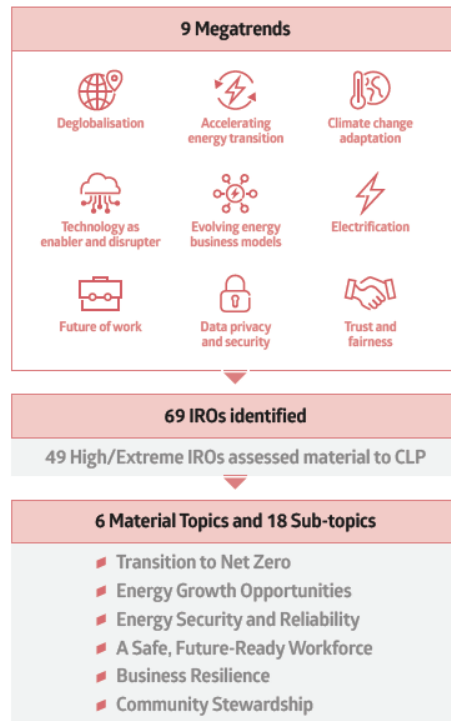 9 Megatrends
Deglobalisation
Accelerating
energy transition
Climate change
adaptation
Technology as
enabler and disrupter
Evolving energy
business models
Electrification
Future of work
Data privacy
and security
Trust and
fairness
69 IROs identified
49 High/Extreme IROs assessed material to CLP
6 Material Topics and 18 Sub-topics
Transition to Net Zero
Energy Growth Opportunities
Energy Security and Reliability
A Safe, Future-Ready Workforce
Business Resilience
Community Stewardship